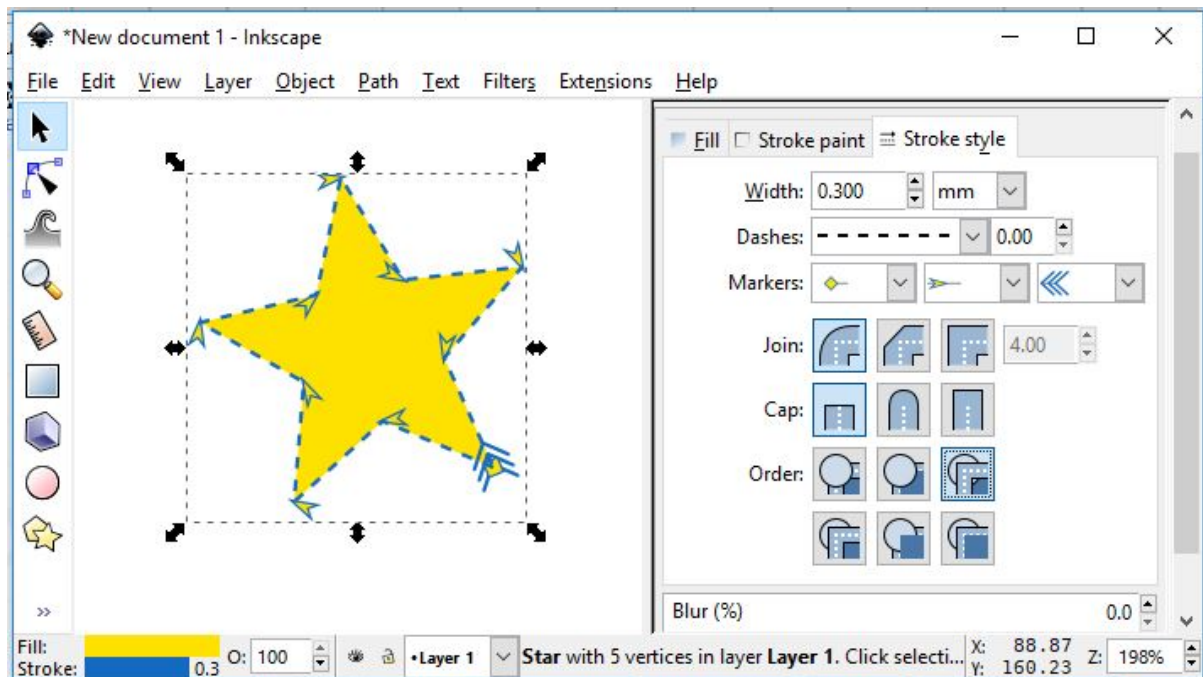 *New document 1 - Inkscape
File Edit View Layer Object Path Text Filters Extensions Help
Fill Stroke paint Stroke style
Width: 0.300 mm
Dashes: 0.00
Markers:
Join: 4.00
Cap:
Order:
Blur (%) 0.0
Fill:
Stroke: 0.3 O: 100 •Layer 1 Star with 5 vertices in layer Layer 1. Click selecti... X: 88.87 Z: 198%
Y: 160.23